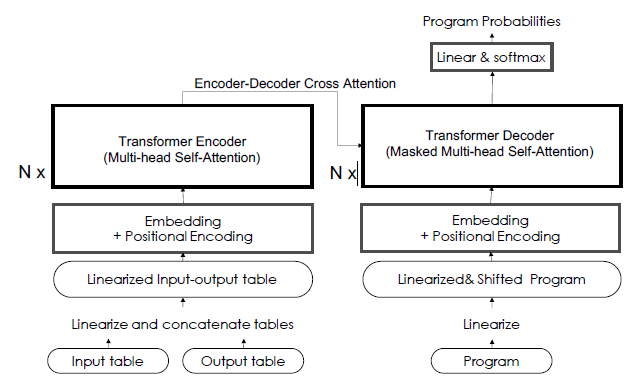 Program Probabilities
Linear & softmax
Encoder-Decoder Cross Attention
Transformer Encoder
(Multi-head Self-Attention)
N x
Transformer Decoder
(Masked Multi-head Self-Attention)
N x
Embedding
+ Positional Encoding
Embedding
+ Positional Encoding
Linearized Input-output table
Linearized& Shifted Program
Linearize and concatenate tables
Linearize
Input table
Output table
Program